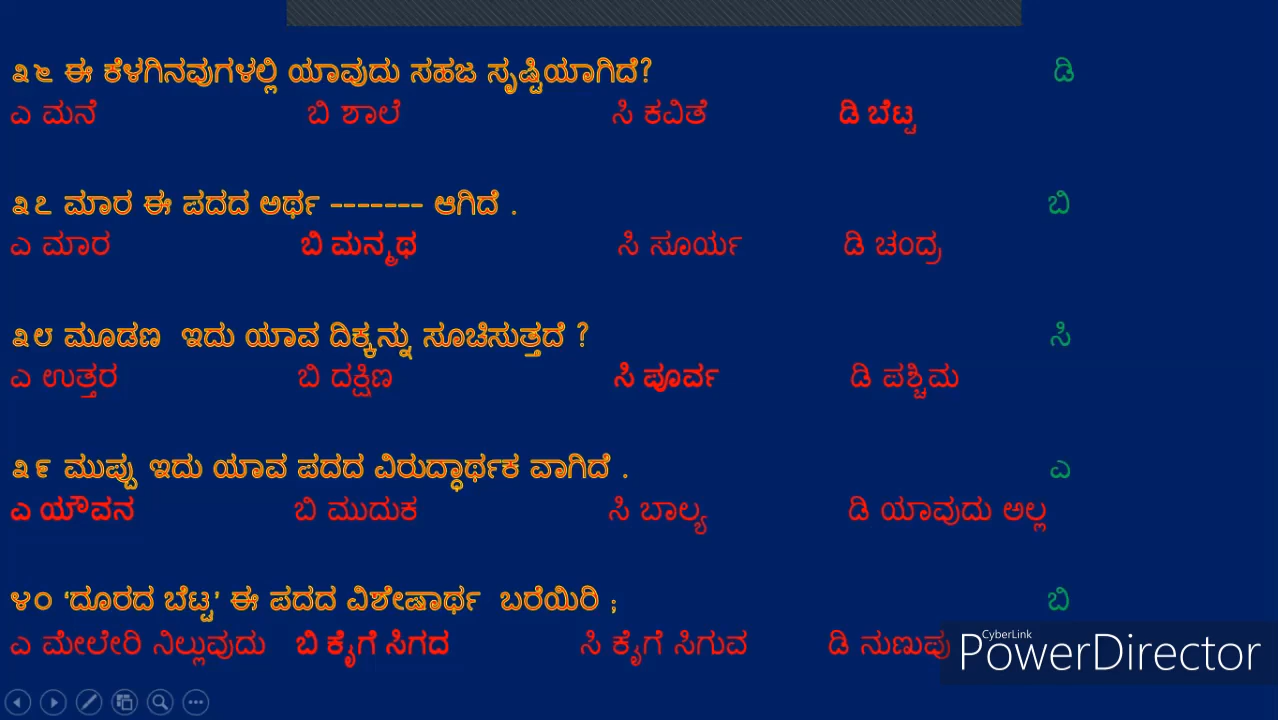 ೩೬ ಈ ಕೆಳಗಿನವುಗಳಲ್ಲಿ ಯಾವುದು ಸಹಜ ಸೃಷ್ಟಿಯಾಗಿದೆ? ಡಿ
ಎ ಮನೆ ಬಿ ಶಾಲೆ ಸಿ ಕವಿತೆ ಡಿ ಬೆಟ್ಟ
೩೭ ಮಾರ ಈ ಪದದ ಅರ್ಥ ------- ಆಗಿದೆ . ಬಿ
ಎ ಮಾರ ಬಿ ಮನ್ಮಥ ಸಿ ಸೂರ್ಯ ಡಿ ಚಂದ್ರ
೩೮ ಮೂಡಣ ಇದು ಯಾವ ದಿಕ್ಕನ್ನು ಸೂಚಿಸುತ್ತದೆ ? ಸಿ
ಎ ಉತ್ತರ ಬಿ ದಕ್ಷಿಣ ಸಿ ಪೂರ್ವ ಡಿ ಪಶ್ಚಿಮ
೩೯ ಮುಪ್ಪು ಇದು ಯಾವ ಪದದ ವಿರುದ್ಧಾರ್ಥಕ ವಾಗಿದೆ . ಎ
ಎ ಯೌವನ ಬಿ ಮುದುಕ ಸಿ ಬಾಲ್ಯ ಡಿ ಯಾವುದು ಅಲ್ಲ
೪೦ ‘ದೂರದ ಬೆಟ್ಟ’ ಈ ಪದದ ವಿಶೇಷಾರ್ಥ ಬರೆಯಿರಿ ; ಬಿ
ಎ ಮೇಲೇರಿ ನಿಲ್ಲುವುದು ಬಿ ಕೈಗೆ ಸಿಗದ ಸಿ ಕೈಗೆ ಸಿಗುವ ಡಿ ನುಣುಪು
CyberLink
PowerDirector